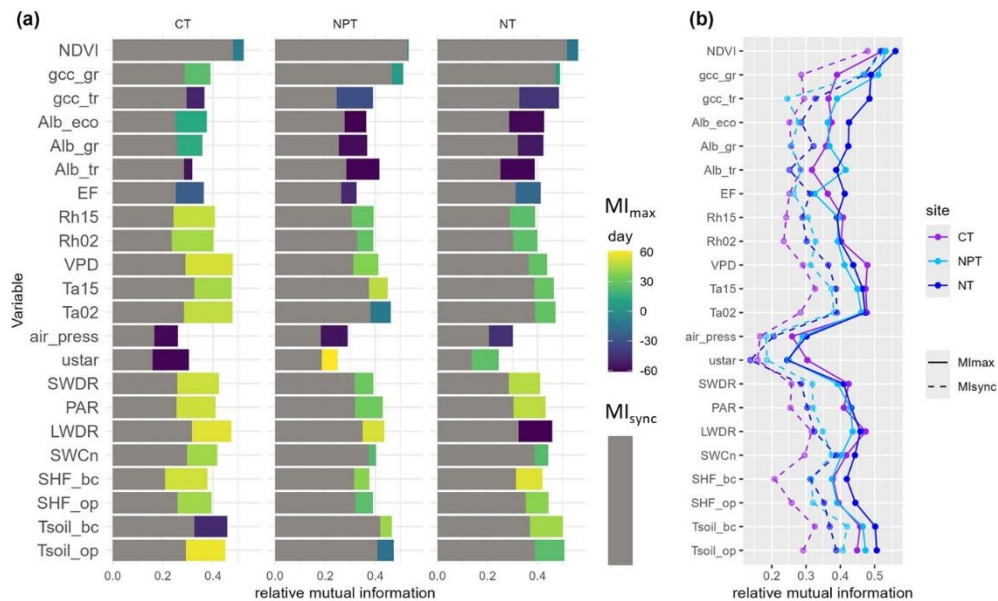 (a)
CT NPT NT
Variable
NDVI
gcc_gr
gcc_tr
Alb_eco
Alb_gr
Alb_tr
EF
Rh15
Rh02
VPD
Ta15
Ta02
air_press
ustar
SWDR
PAR
LWDR
SWCn
SHF_bc
SHF_op
Tsoil_bc
Tsoil_op
0.0 0.2 0.4 0.0 0.2 0.4 0.0 0.2 0.4
relative mutual information
MImax
day
60
30
0
-30
-60
MIsync
(b)
NDVI
gcc_gr
gcc_tr
Alb_eco
Alb_gr
Alb_tr
EF
Rh15
Rh02
VPD
Ta15
Ta02
air_press
ustar
SWDR
PAR
LWDR
SWCn
SHF_bc
SHF_op
Tsoil_bc
Tsoil_op
0.2 0.3 0.4 0.5
relative mutual information
site
CT
NPT
NT
MImax
MIsync